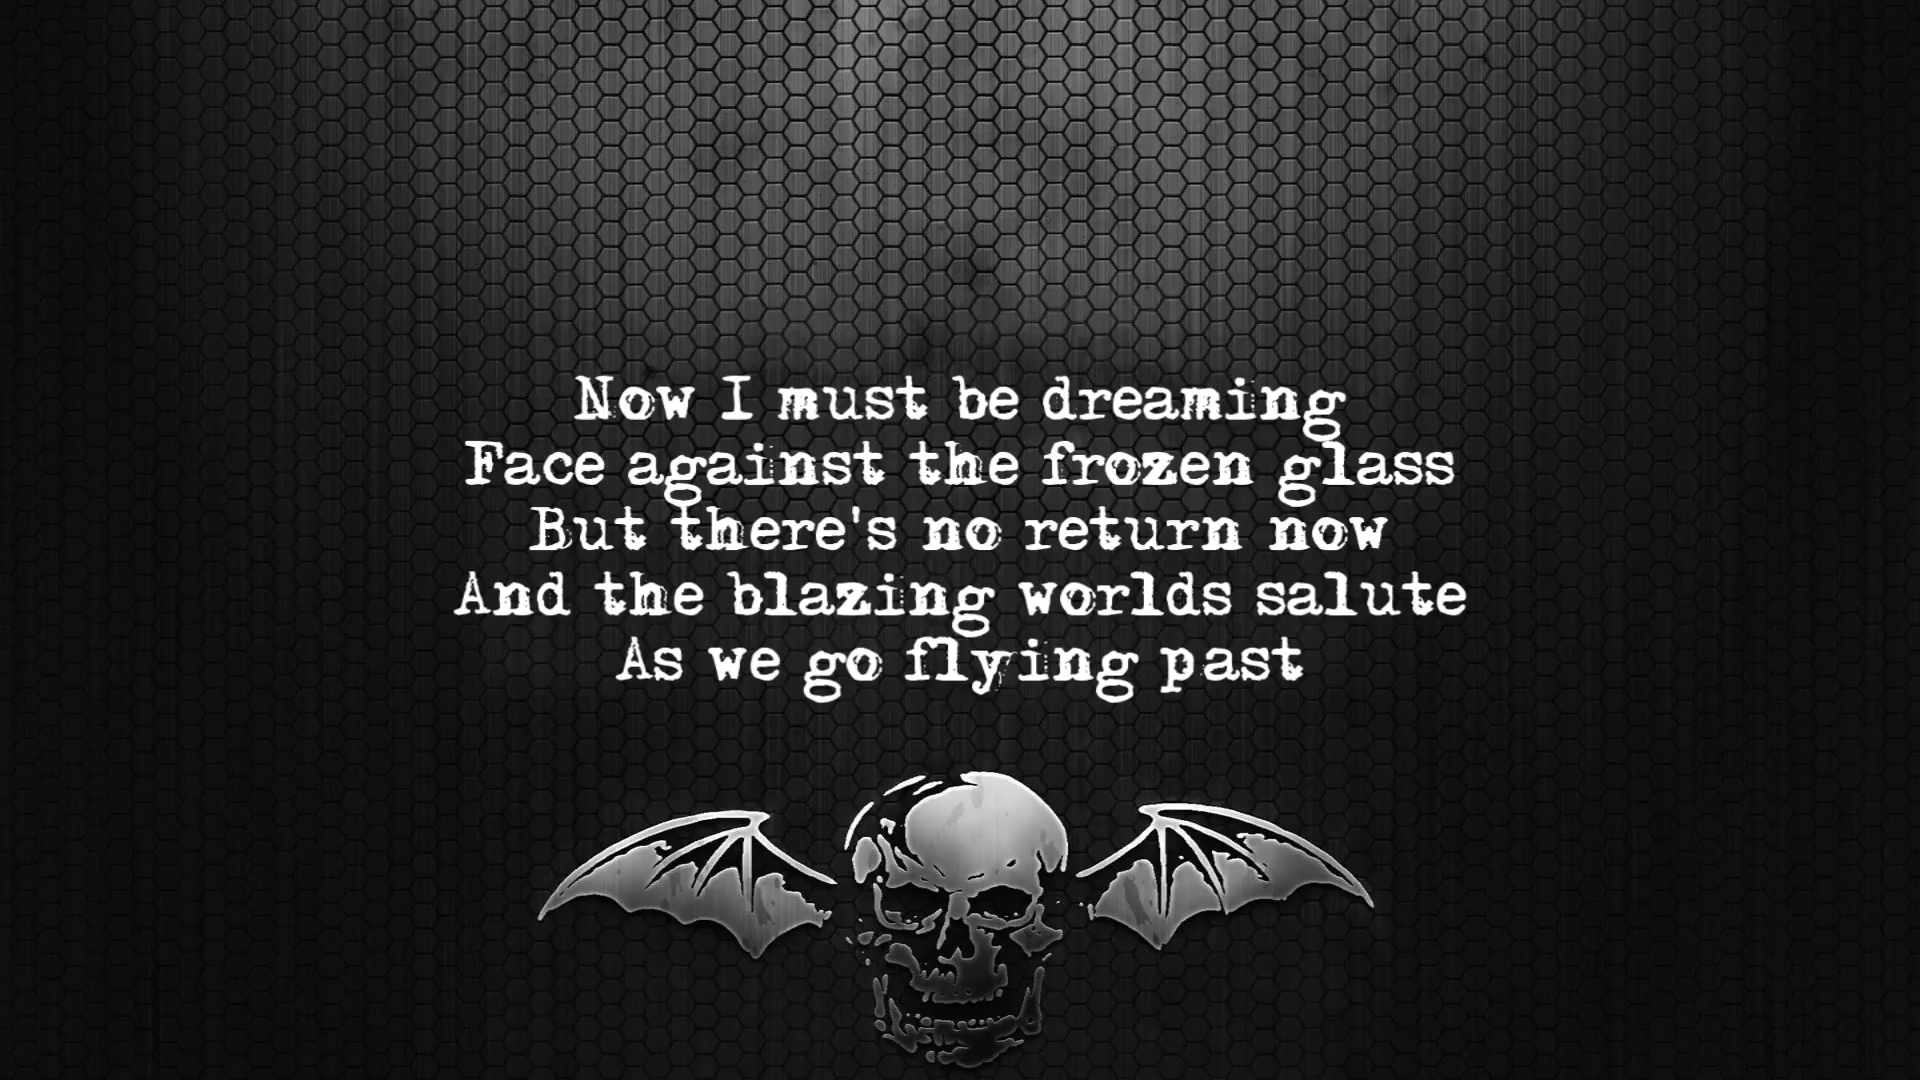 Now I must be dreaming
Face against the frozen glass
But there's no return now
And the blazing worlds salute
As we go flying past